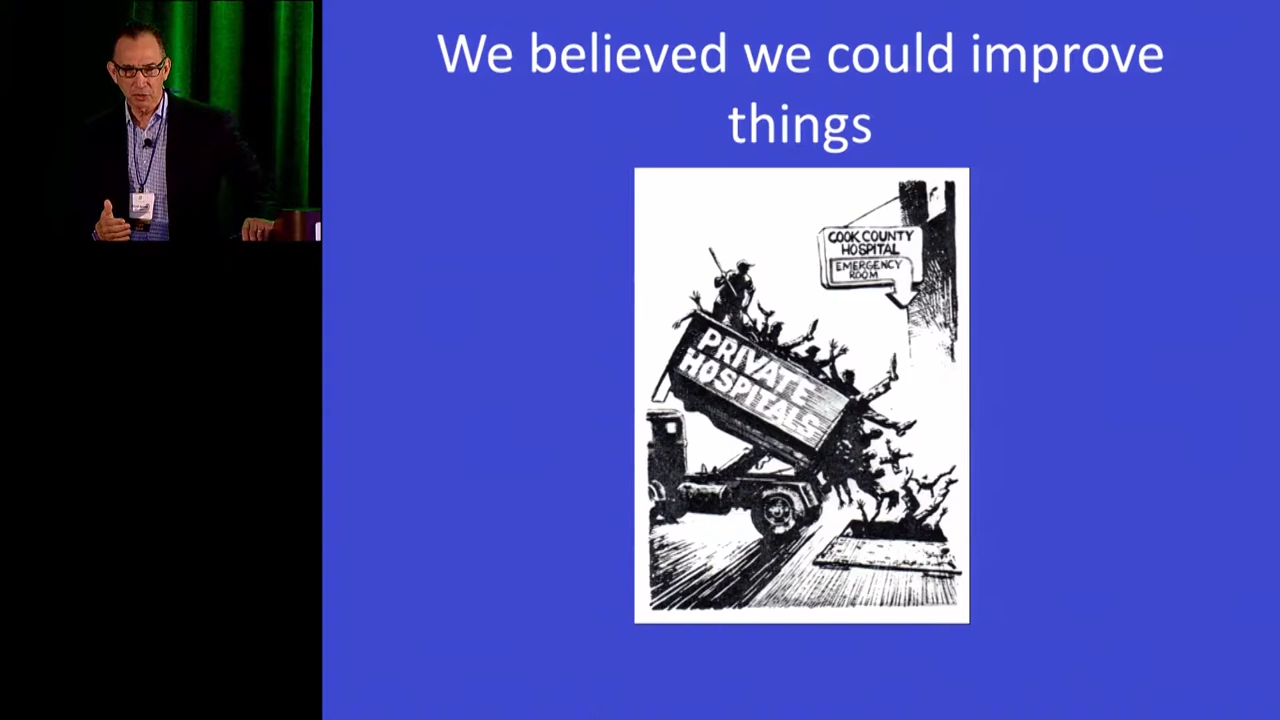 We believed we could improve
things
COOK COUNTY
HOSPITAL
EMERGENCY
ROOM
PRIVATE
HOSPITALS